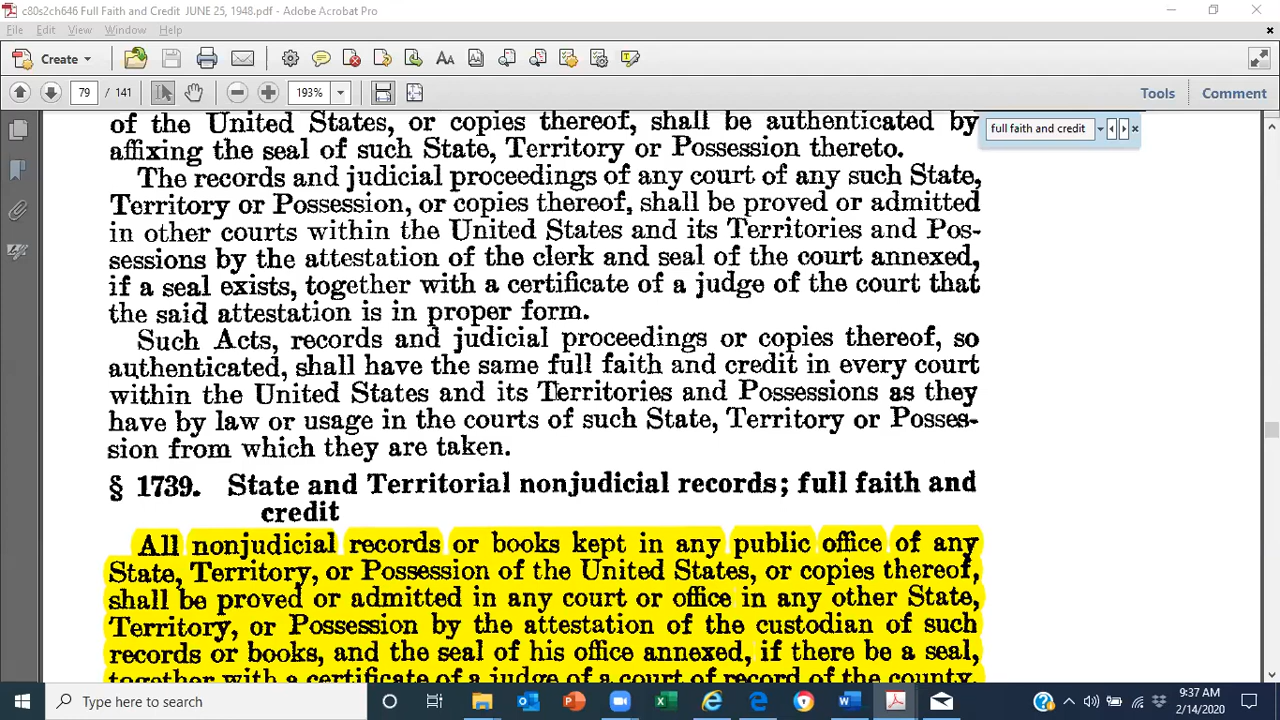 c80s2ch646 Full Faith and Credit JUNE 25, 1948.pdf - Adobe Acrobat Pro
File Edit View Window Help
Create
79 / 141 193% Tools Comment
full faith and credit
of the United States, or copies thereof, shall be authenticated by
affixing the seal of such State, Territory or Possession thereto.
The records and judicial proceedings of any court of any such State,
Territory or Possession, or copies thereof, shall be proved or admitted
in other courts within the United States and its Territories and Pos-
sessions by the attestation of the clerk and seal of the court annexed,
if a seal exists, together with a certificate of a judge of the court that
the said attestation is in proper form.
Such Acts, records and judicial proceedings or copies thereof, so
authenticated, shall have the same full faith and credit in every court
within the United States and its Territories and Possessions as they
have by law or usage in the courts of such State, Territory or Posses-
sion from which they are taken.
§ 1739. State and Territorial nonjudicial records; full faith and
credit
All nonjudicial records or books kept in any public office of any
State, Territory, or Possession of the United States, or copies thereof,
shall be proved or admitted in any court or office in any other State,
Territory, or Possession by the attestation of the custodian of such
records or books, and the seal of his office annexed, if there be a seal,
together with a certificate of a judge of a court of record of the county,
Type here to search
9:37 AM
2/14/2020